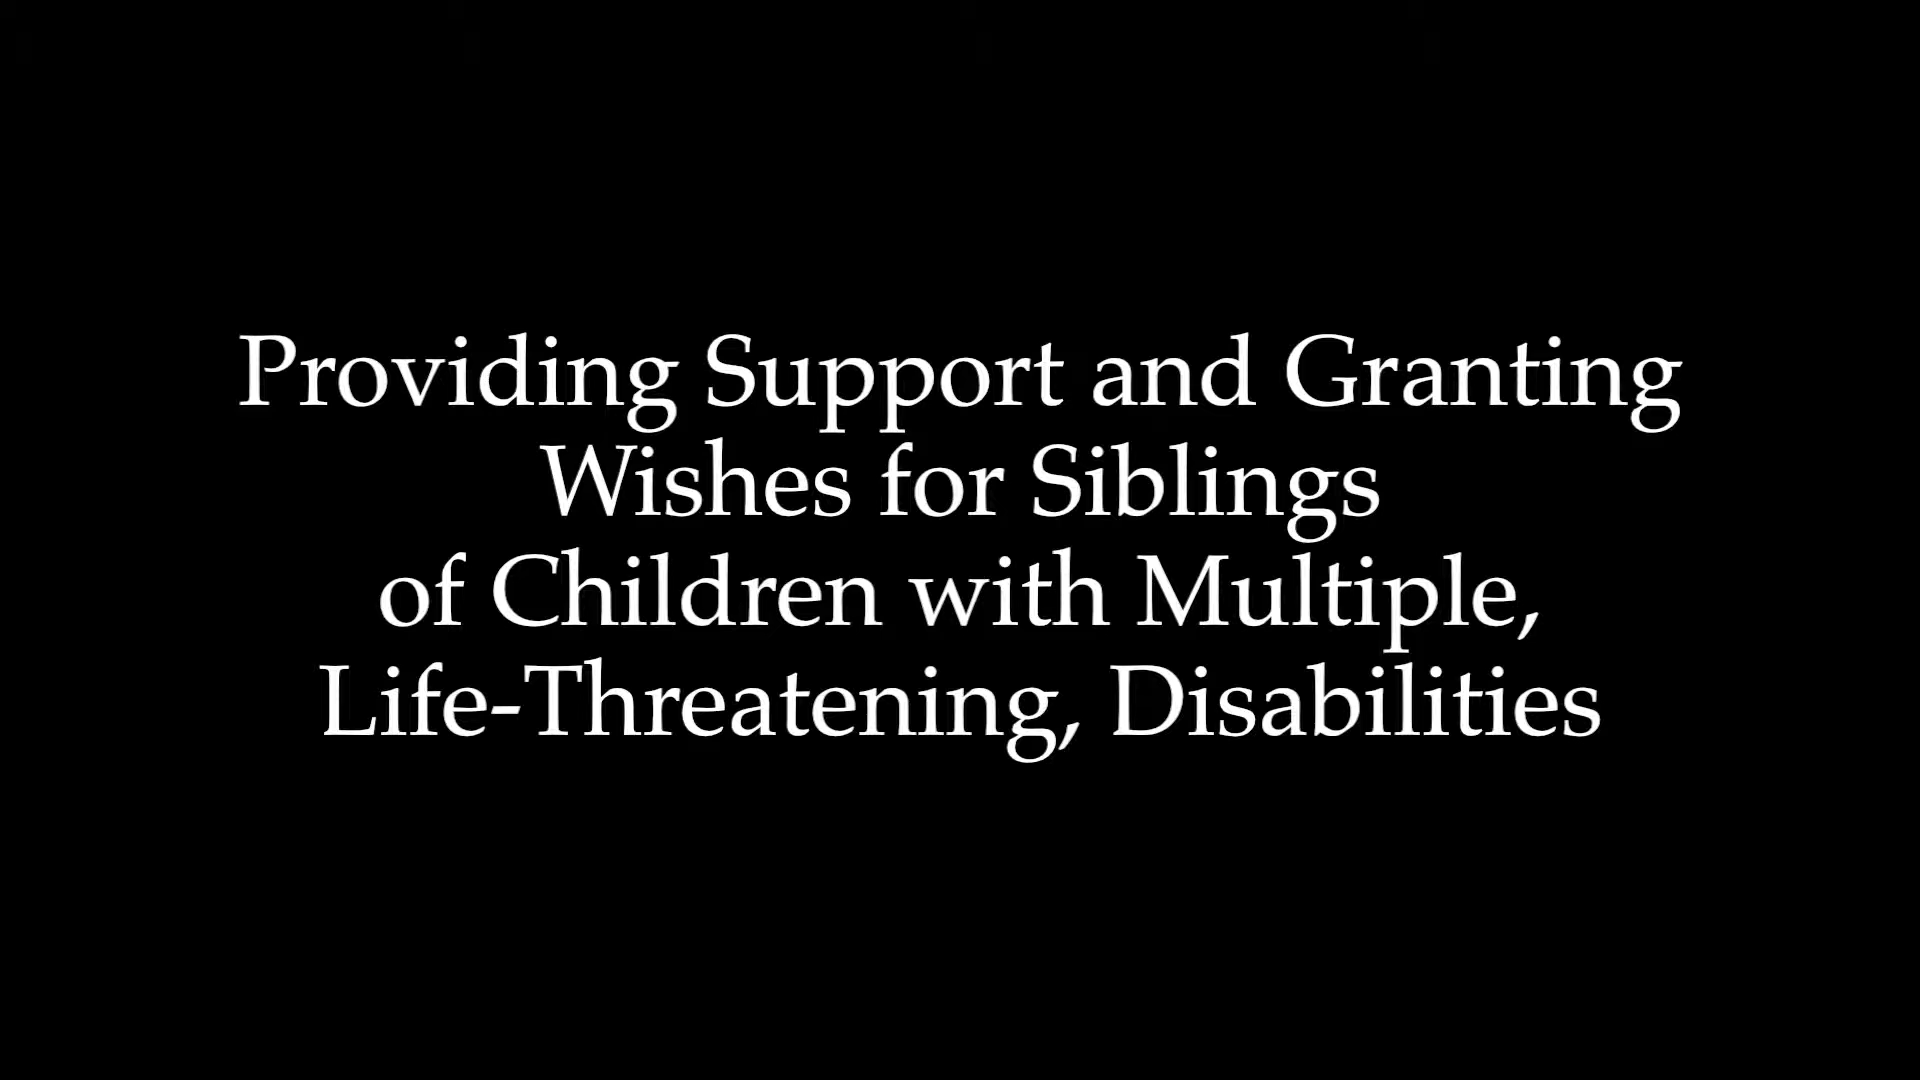 Providing Support and Granting
Wishes for Siblings
of Children with Multiple,
Life-Threatening, Disabilities